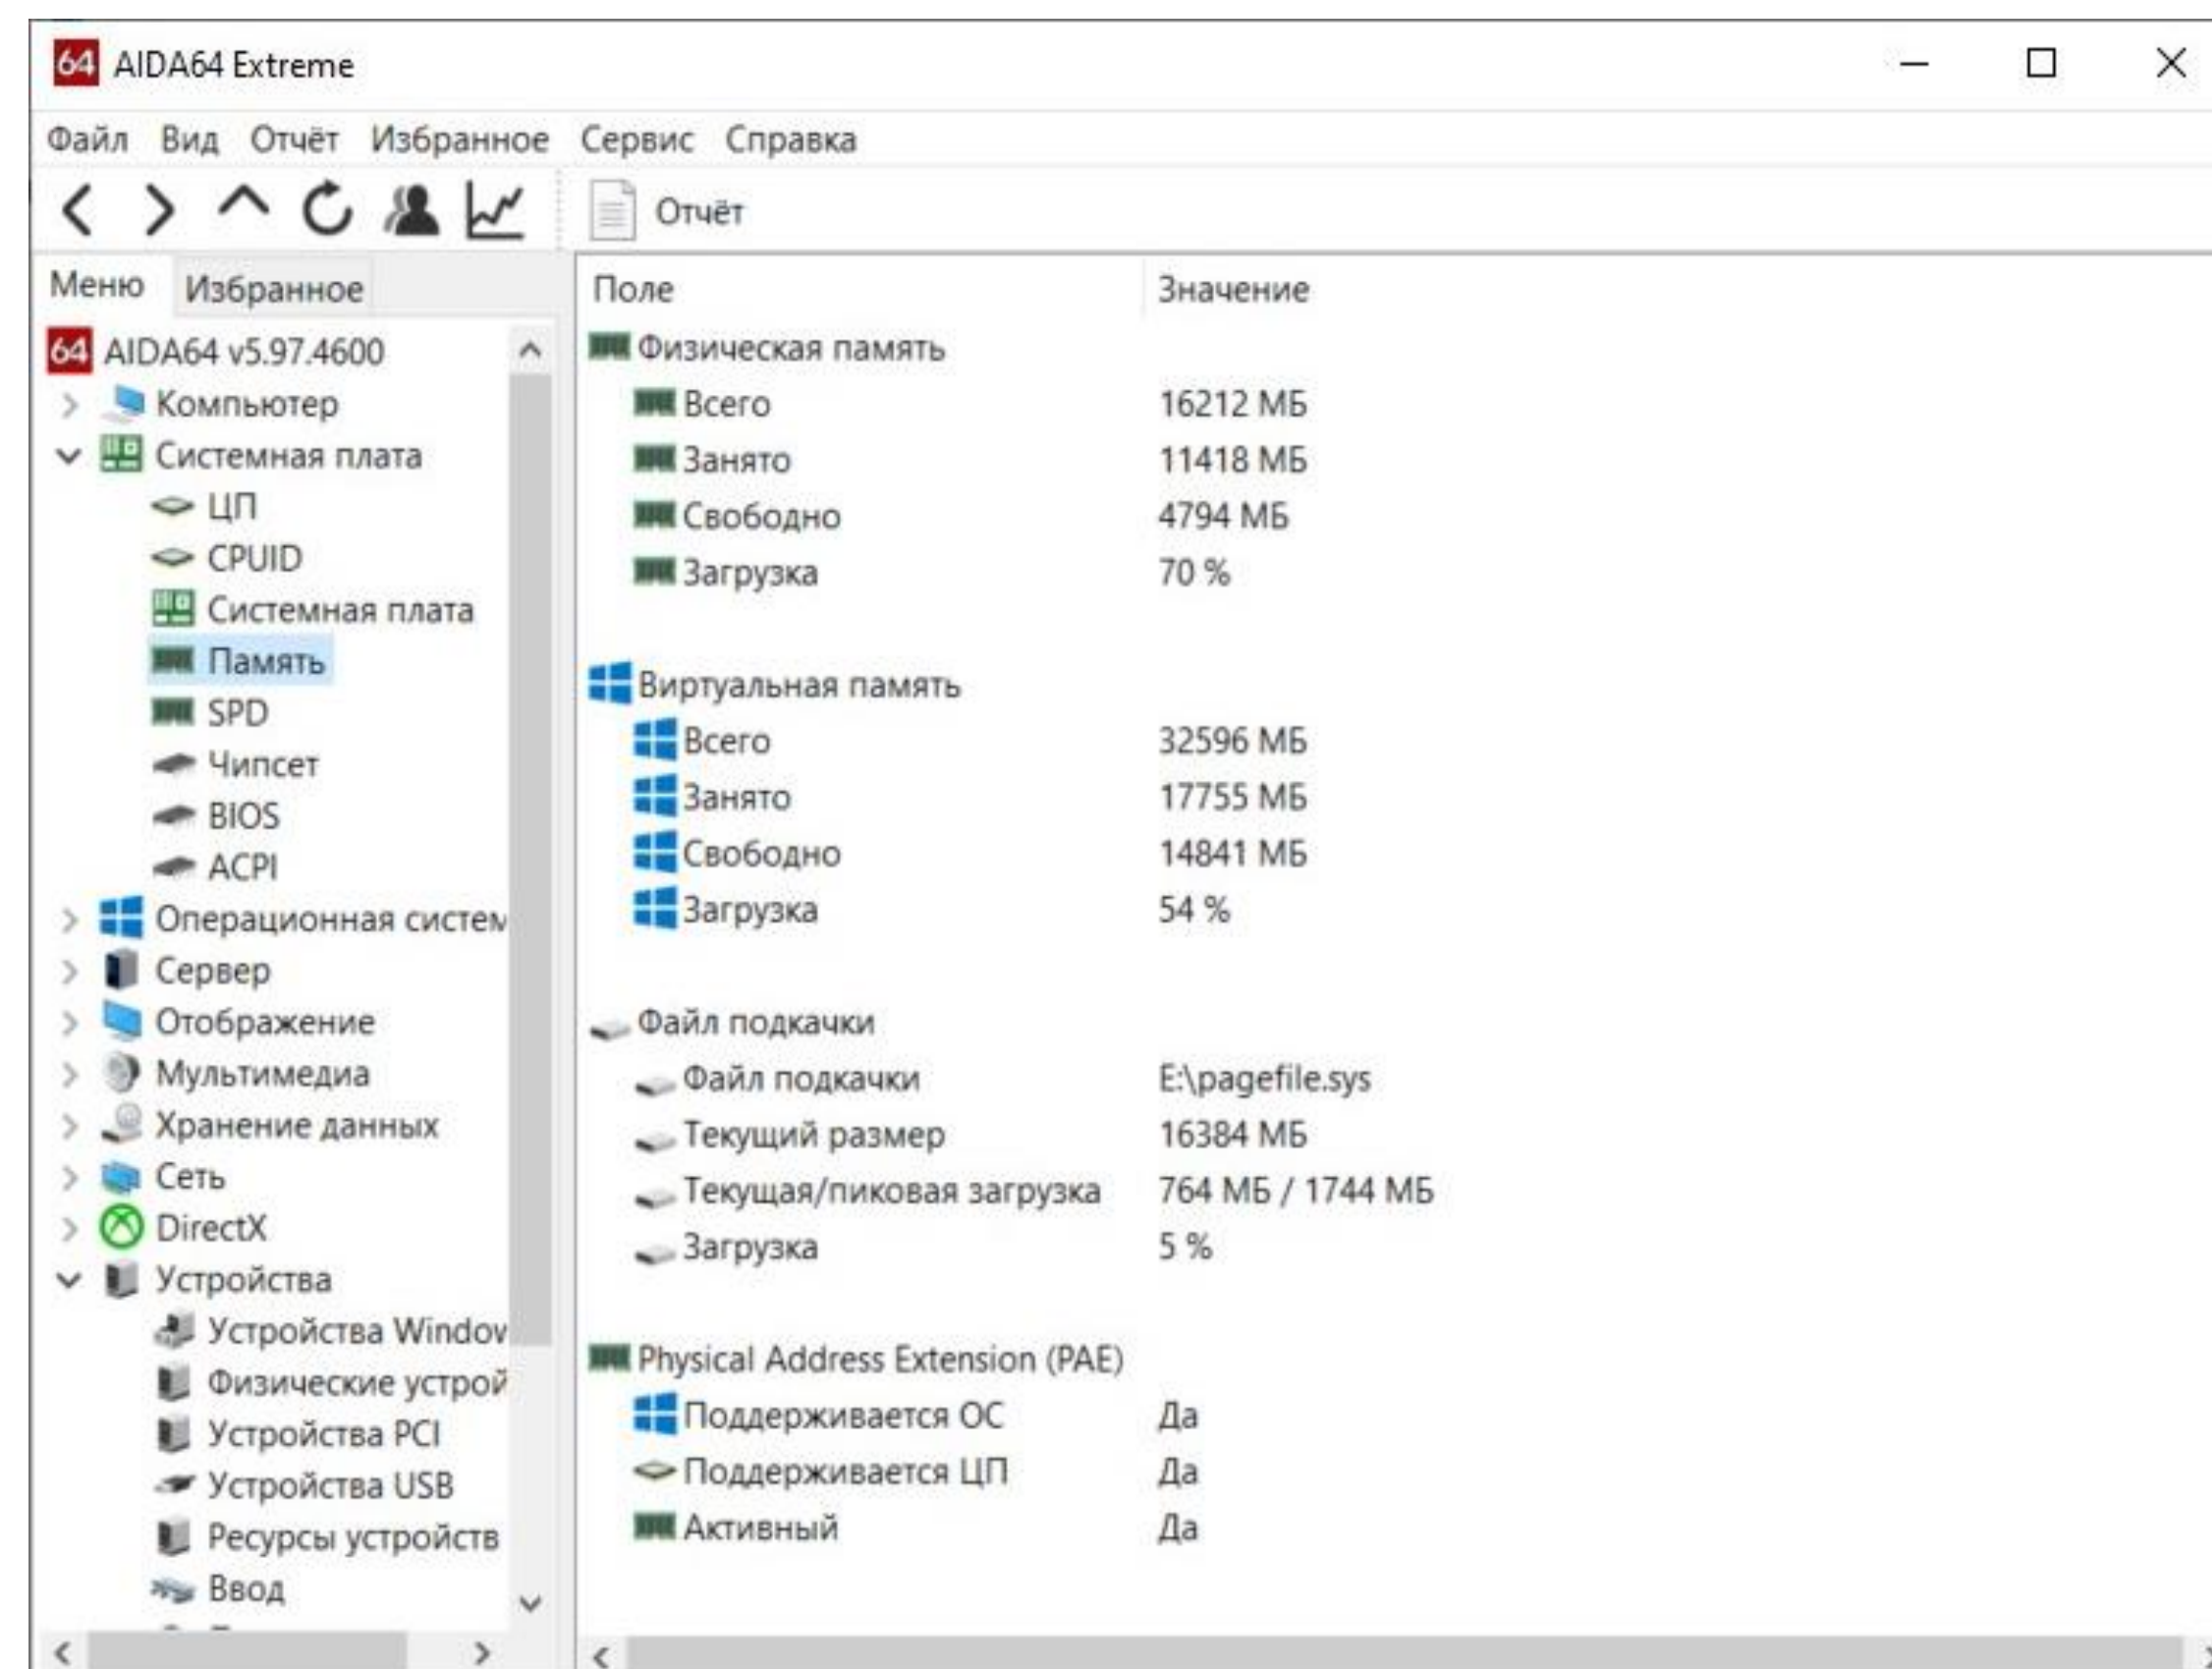 64 AIDA64 Extreme
Файл Вид Отчёт Избранное Сервис Справка
Отчёт
Меню Избранное
64 AIDA64 v5.97.4600
Компьютер
Системная плата
ЦП
CPUID
Системная плата
Память
SPD
Чипсет
BIOS
ACPI
Операционная систем
Сервер
Отображение
Мультимедиа
Хранение данных
Сеть
DirectX
Устройства
Устройства Window
Физические устрой
Устройства PCI
Устройства USB
Ресурсы устройств
Ввод
Поле Значение
Физическая память
Всего 16212 МБ
Занято 11418 МБ
Свободно 4794 МБ
Загрузка 70 %
Виртуальная память
Всего 32596 МБ
Занято 17755 МБ
Свободно 14841 МБ
Загрузка 54 %
Файл подкачки
Файл подкачки E:\pagefile.sys
Текущий размер 16384 МБ
Текущая/пиковая загрузка 764 МБ / 1744 МБ
Загрузка 5 %
Physical Address Extension (PAE)
Поддерживается ОС Да
Поддерживается ЦП Да
Активный Да